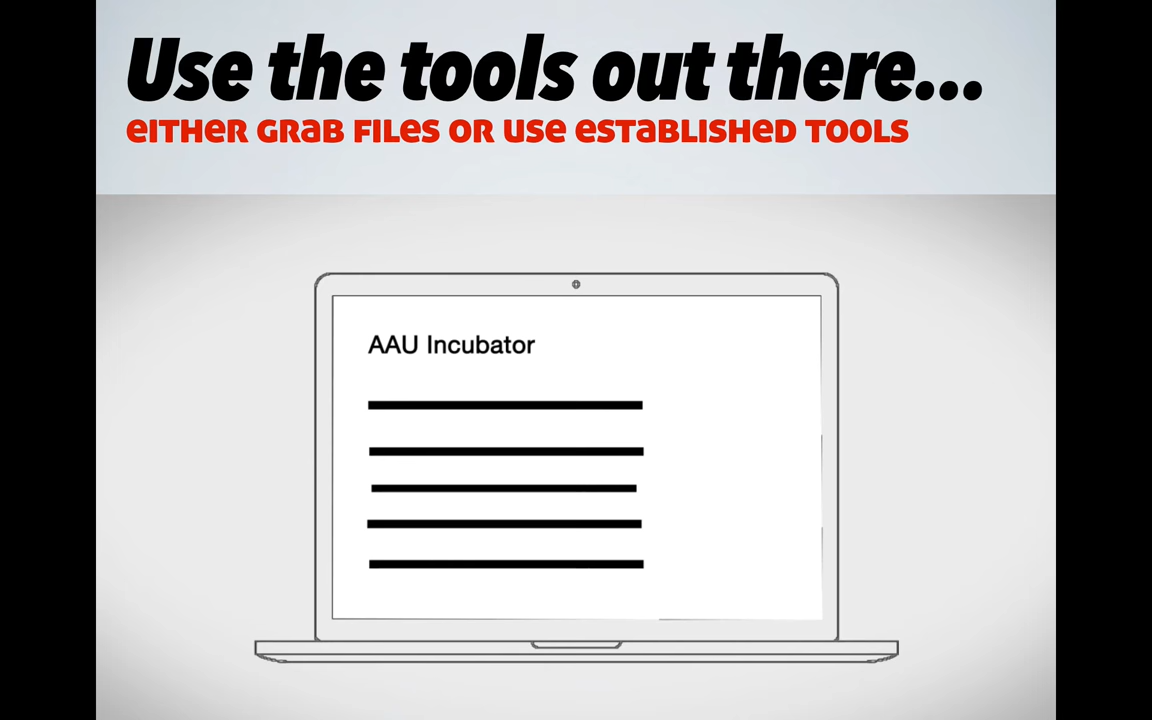 Use the tools out there...
either grab files or use established tools
AAU Incubator